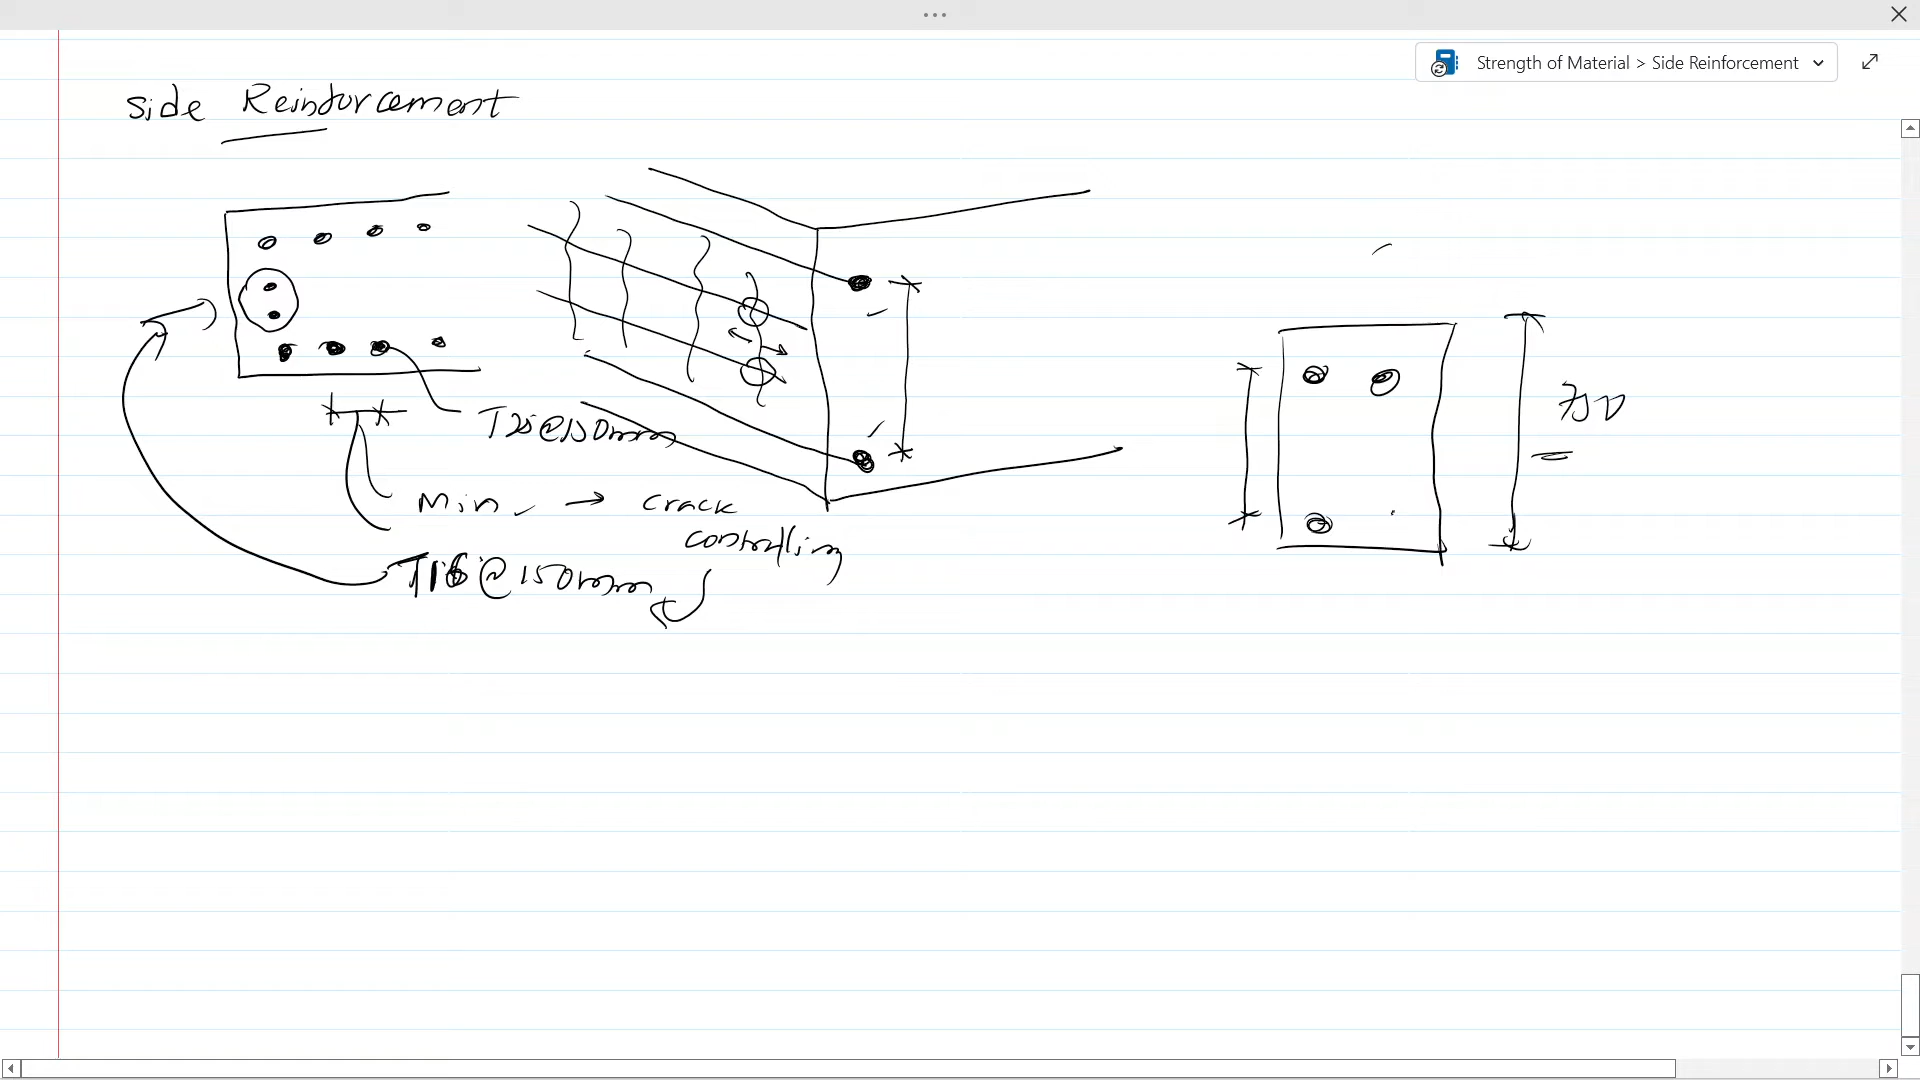 Strength of Material > Side Reinforcement
Side Reinforcement
T25@150mm
Min → crack
controlling
T16@150mm
750